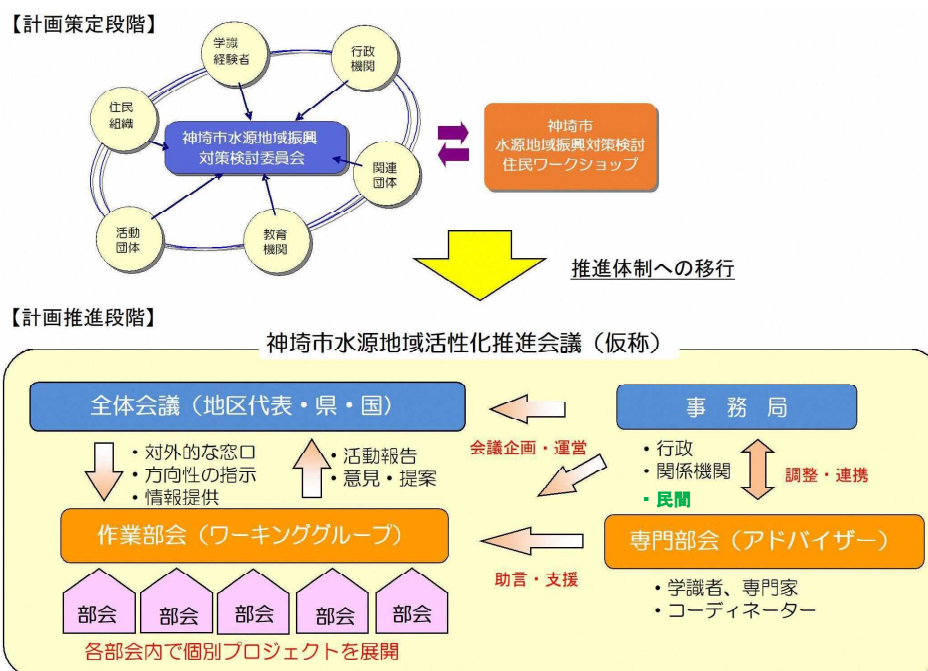 【計画策定段階】
学識
経験者
行政
機関
住民
組織
神埼市水源地域振興
対策検討委員会
関連
団体
活動
団体
教育
機関
神埼市
水源地域振興対策検討
住民ワークショップ
推進体制への移行
【計画推進段階】
神埼市水源地域活性化推進会議（仮称）
全体会議（地区代表・県・国）
事 務 局
・対外的な窓口
・方向性の指示
・情報提供
・活動報告
・意見・提案
会議企画・運営
・行政
・関係機関
・民間
調整・連携
作業部会（ワーキンググループ）
専門部会（アドバイザー）
助言・支援
・学識者、専門家
・コーディネーター
部会
部会
部会
部会
部会
各部会内で個別プロジェクトを展開